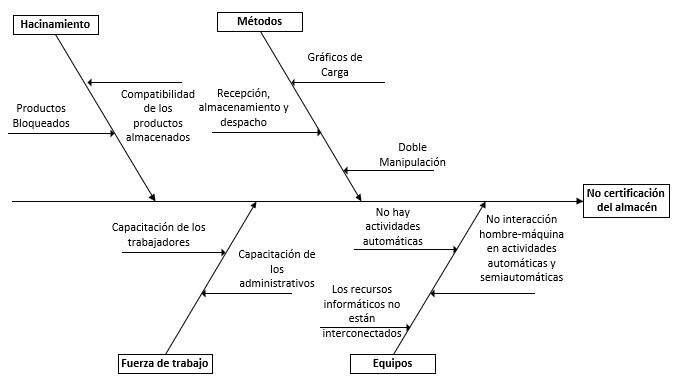 Hacinamiento
Métodos
Gráficos de
Carga
Compatibilidad
de los
productos
almacenados
Recepción,
almacenamiento y
despacho
Productos
Bloqueados
Doble
Manipulación
No certificación
del almacén
Capacitación de los
trabajadores
Capacitación de
los
administrativos
No hay
actividades
automáticas
No interacción
hombre-máquina
en actividades
automáticas y
semiautomáticas
Los recursos
informáticos no
están
interconectados
Fuerza de trabajo
Equipos